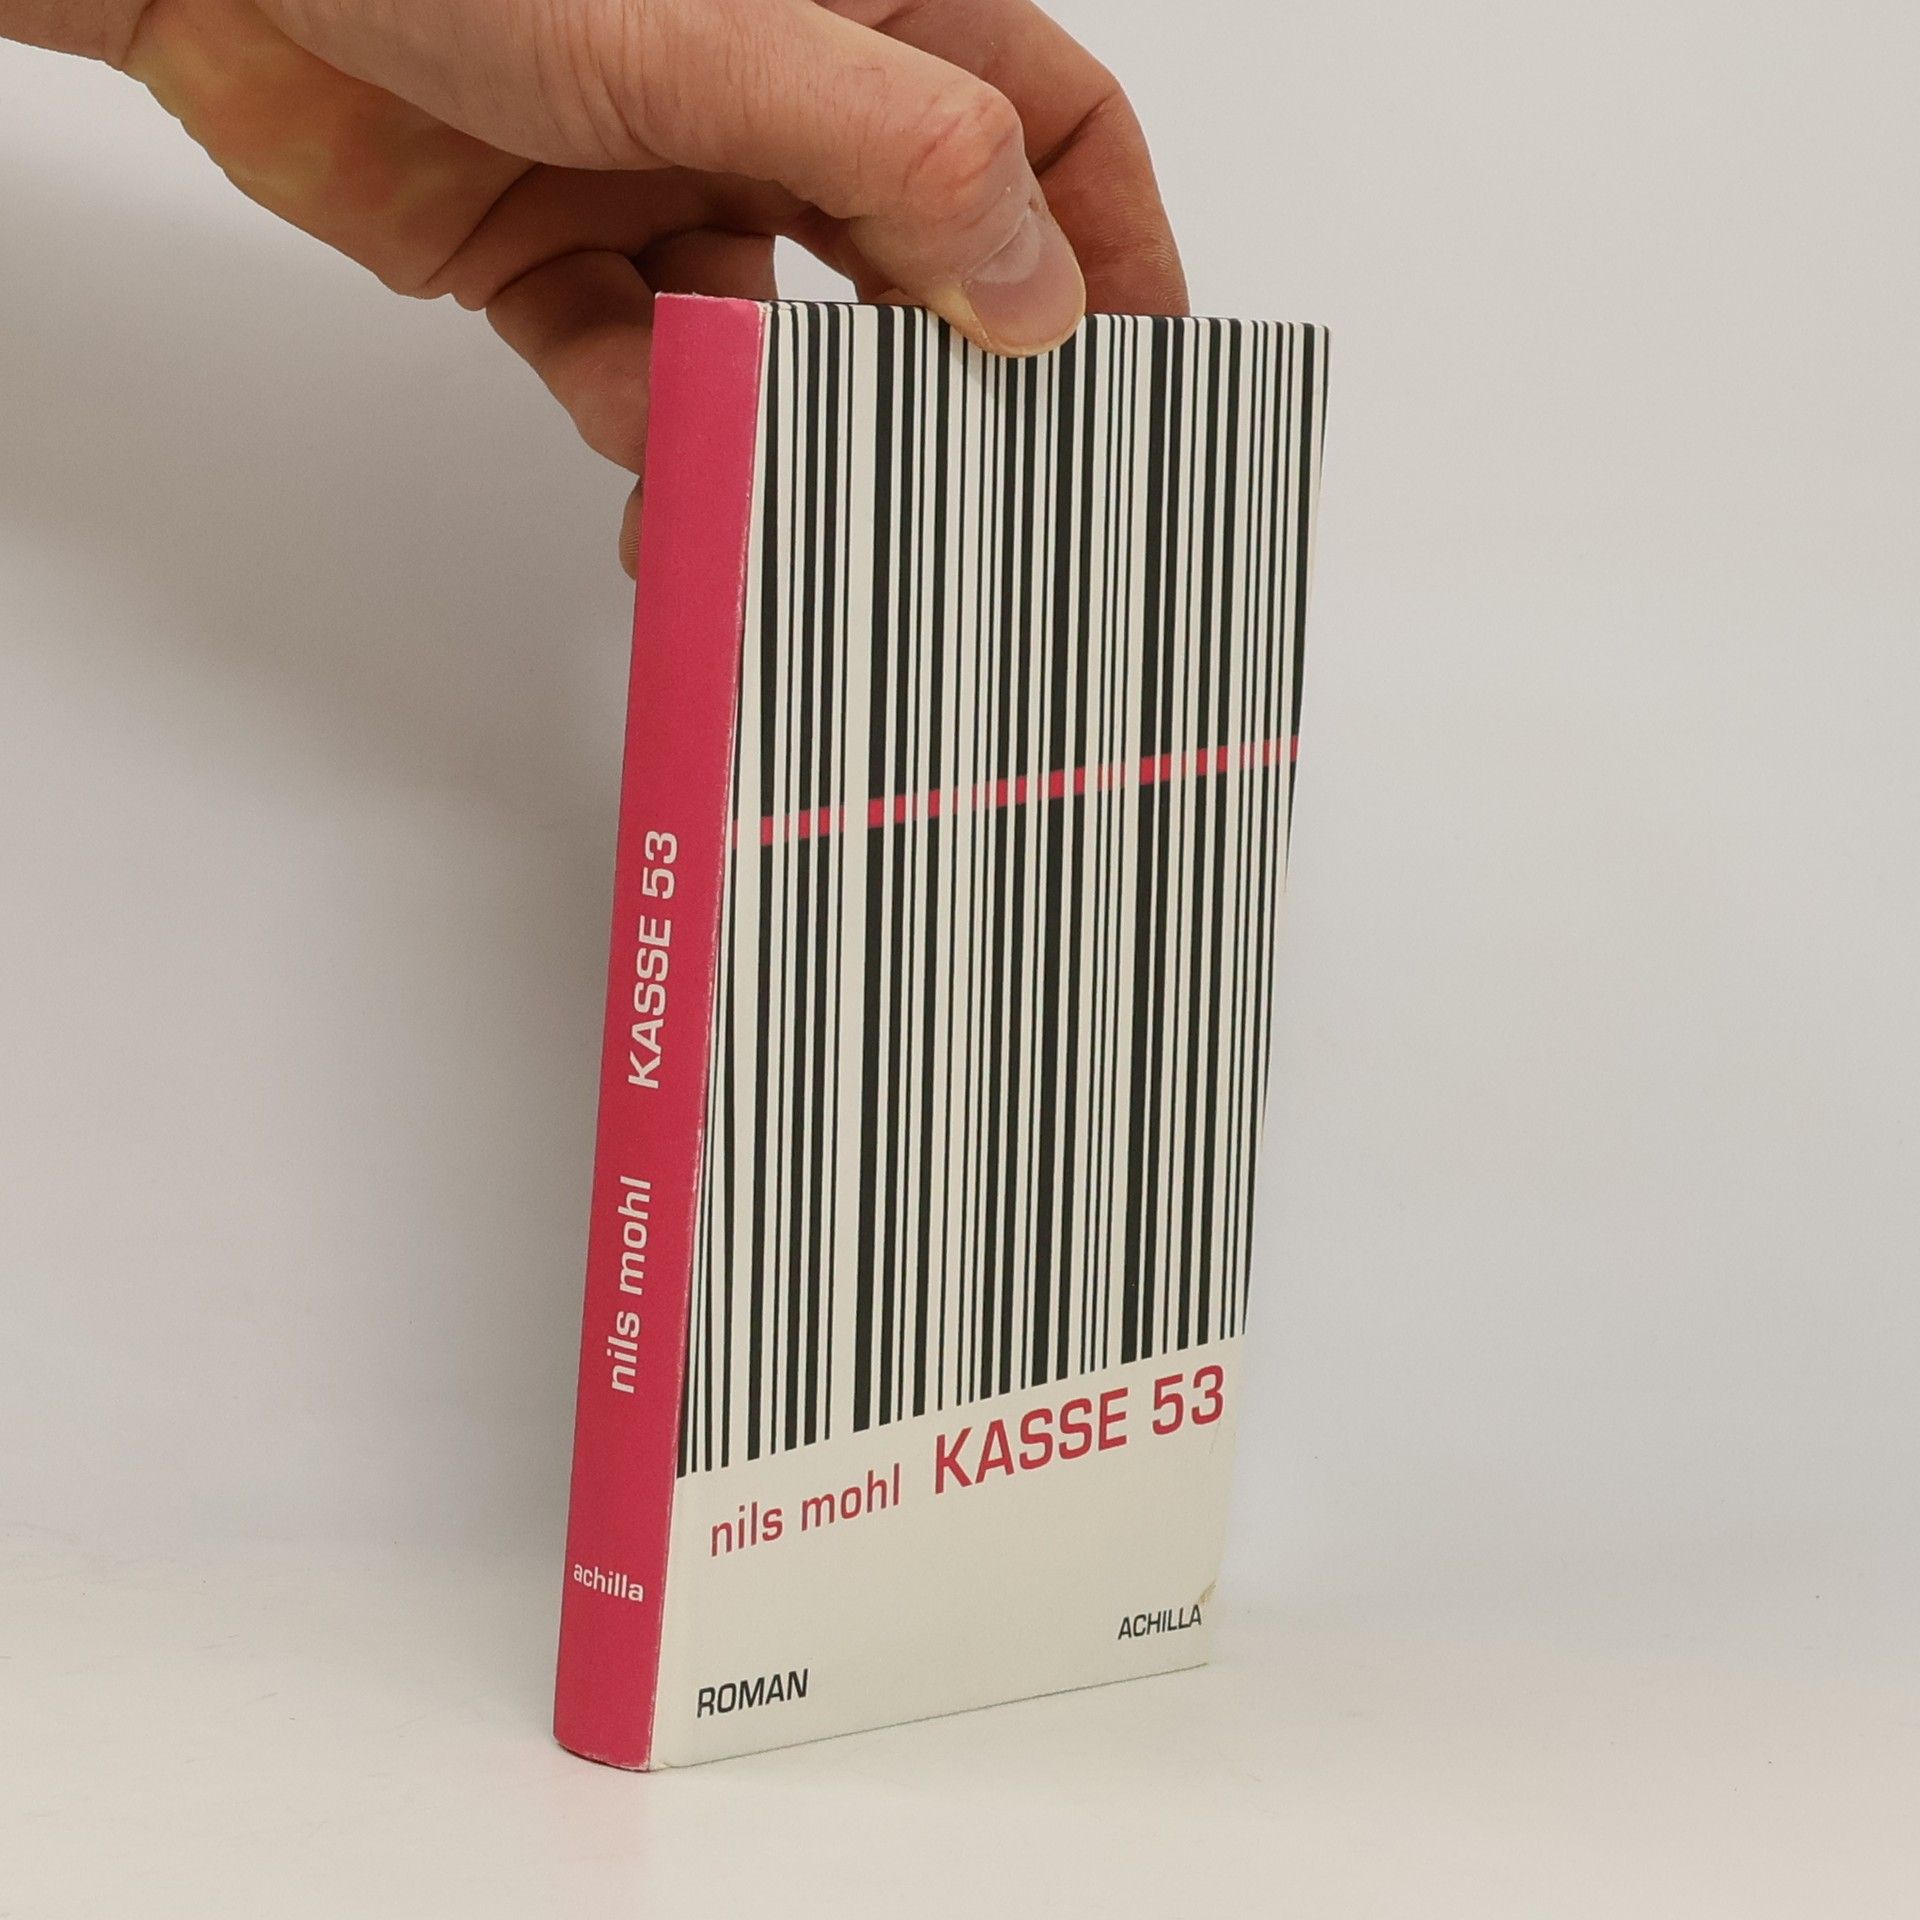 nils mohl KASSE 53
achilla
nils mohl KASSE 53
ACHILLA
ROMAN